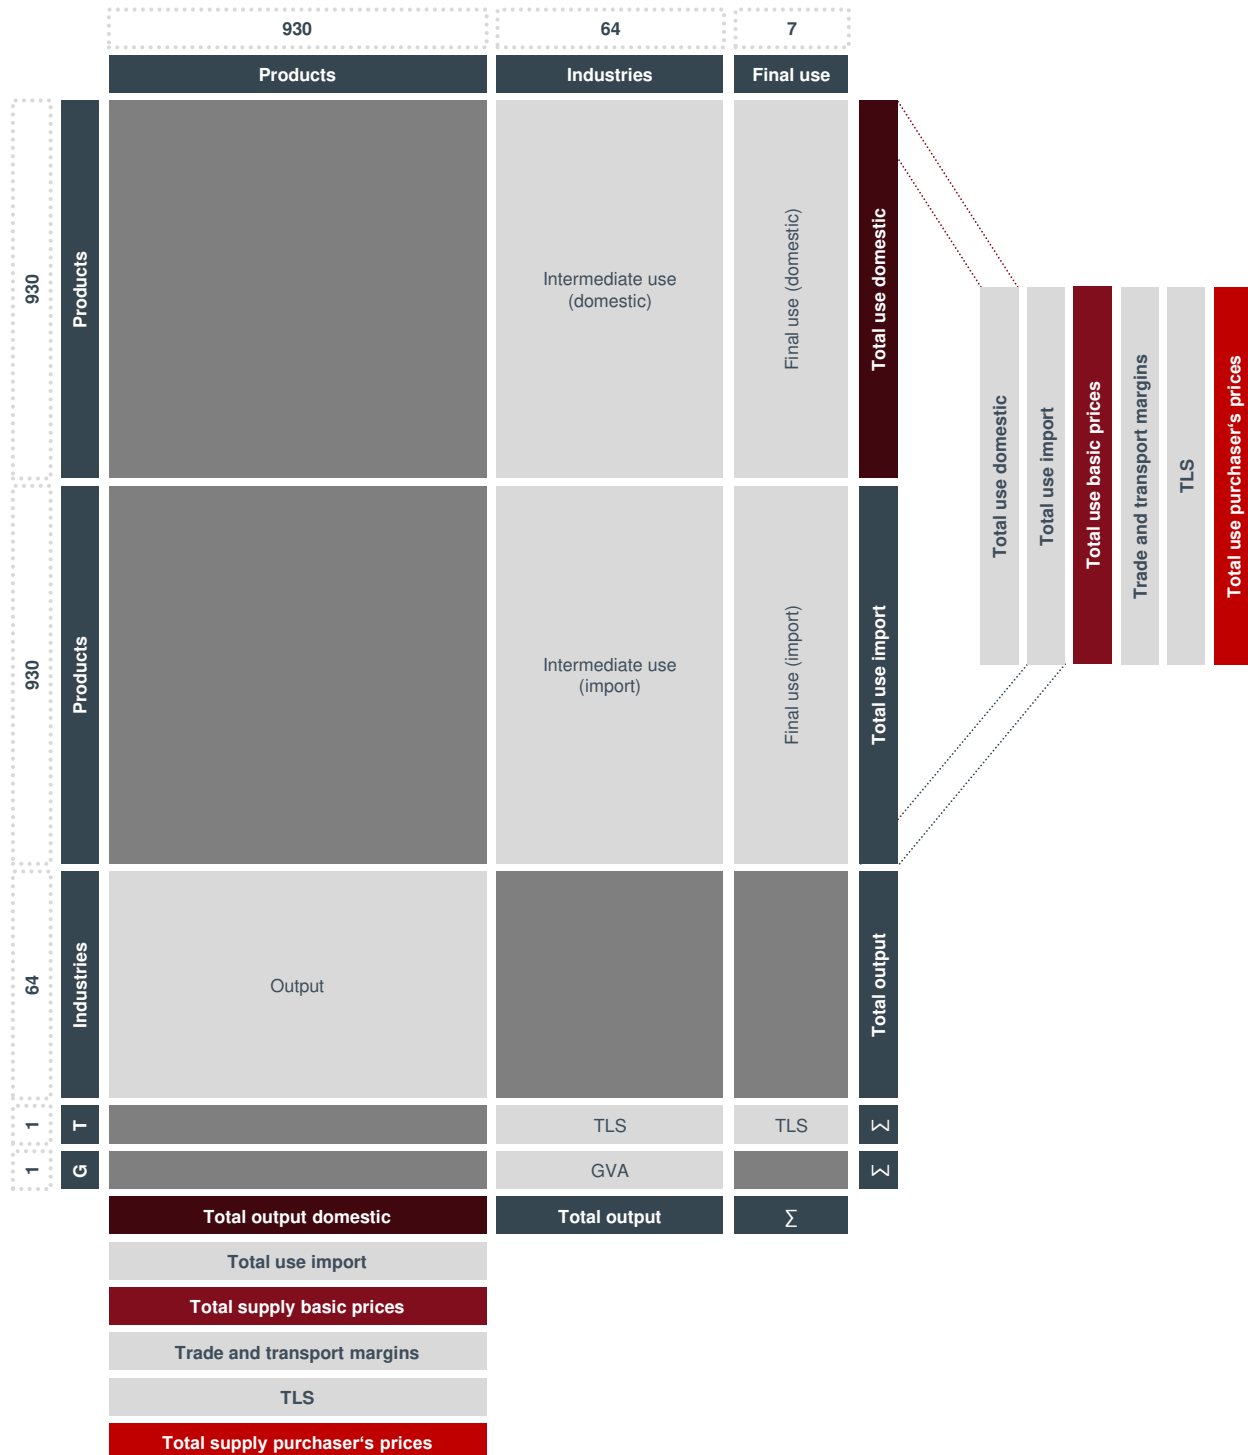 930
64
7
Products
Industries
Final use
930
Products
Intermediate use
(domestic)
Final use (domestic)
Total use domestic
Total use domestic
Total use import
Total use basic prices
Trade and transport margins
TLS
Total use purchaser‘s prices
930
Products
Intermediate use
(import)
Final use (import)
Total use import
64
Industries
Output
Total output
1
T
TLS
TLS
Σ
1
G
GVA
Σ
Total output domestic
Total output
Σ
Total use import
Total supply basic prices
Trade and transport margins
TLS
Total supply purchaser‘s prices